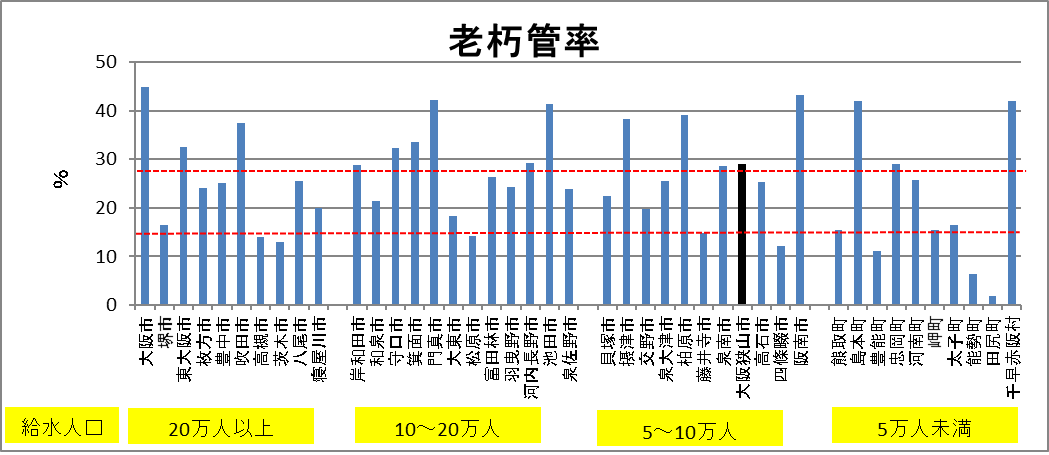 老朽管率
%
50
40
30
20
10
0
大阪市
堺市
東大阪市
枚方市
豊中市
吹田市
高槻市
茨木市
八尾市
寝屋川市
岸和田市
和泉市
守口市
箕面市
門真市
大東市
松原市
富田林市
羽曳野市
河内長野市
池田市
泉佐野市
貝塚市
摂津市
交野市
泉大津市
柏原市
藤井寺市
泉南市
大阪狭山市
高石市
四條畷市
阪南市
熊取町
島本町
豊能町
忠岡町
河南町
岬町
太子町
能勢町
田尻町
千早赤阪村
給水人口
20万人以上
10～20万人
5～10万人
5万人未満